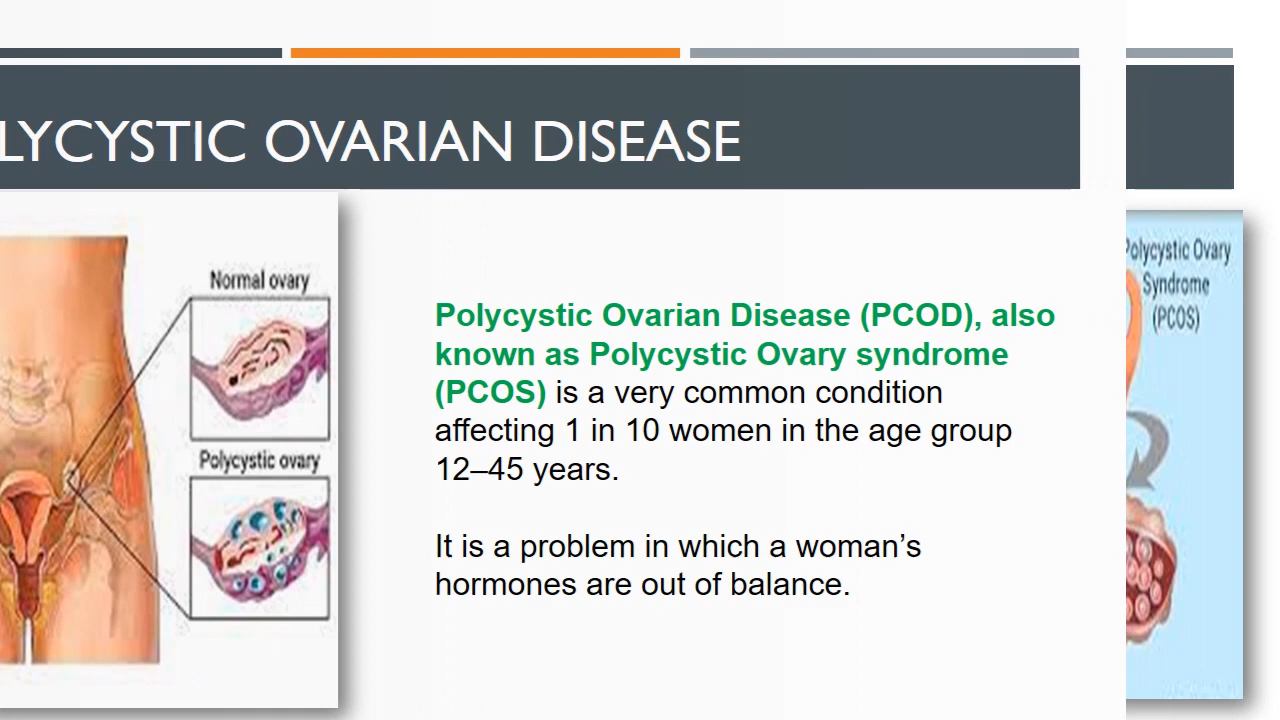 LYCYSTIC OVARIAN DISEASE
Normal ovary
Polycystic ovary
Polycystic Ovarian Disease (PCOD), also
known as Polycystic Ovary syndrome
(PCOS) is a very common condition
affecting 1 in 10 women in the age group
12–45 years.
It is a problem in which a woman’s
hormones are out of balance.
Polycystic Ovary
Syndrome
(PCOS)